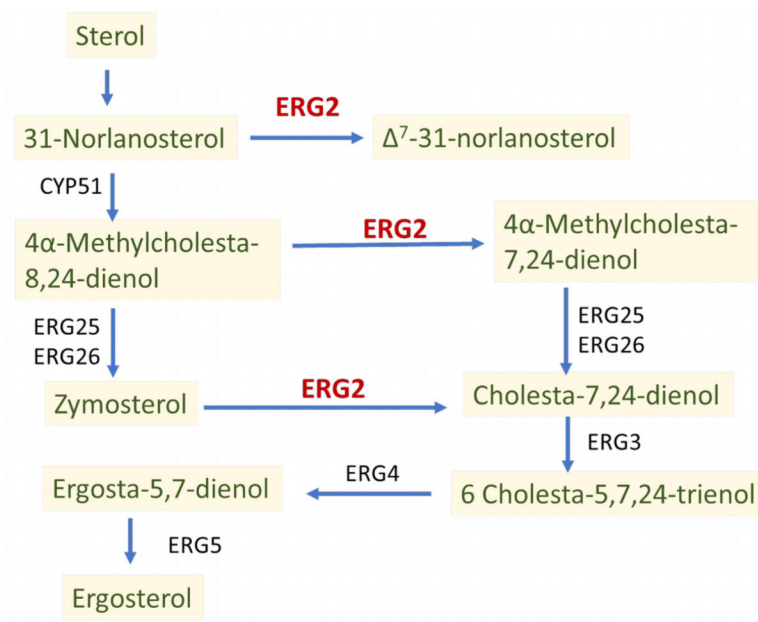 Sterol
ERG2
31-Norlanosterol
Δ⁷-31-norlanosterol
CYP51
4α-Methylcholesta-
8,24-dienol
ERG2
4α-Methylcholesta-
7,24-dienol
ERG25
ERG26
ERG25
ERG26
Zymosterol
ERG2
Cholesta-7,24-dienol
ERG3
Ergosta-5,7-dienol
ERG4
6 Cholesta-5,7,24-trienol
ERG5
Ergosterol